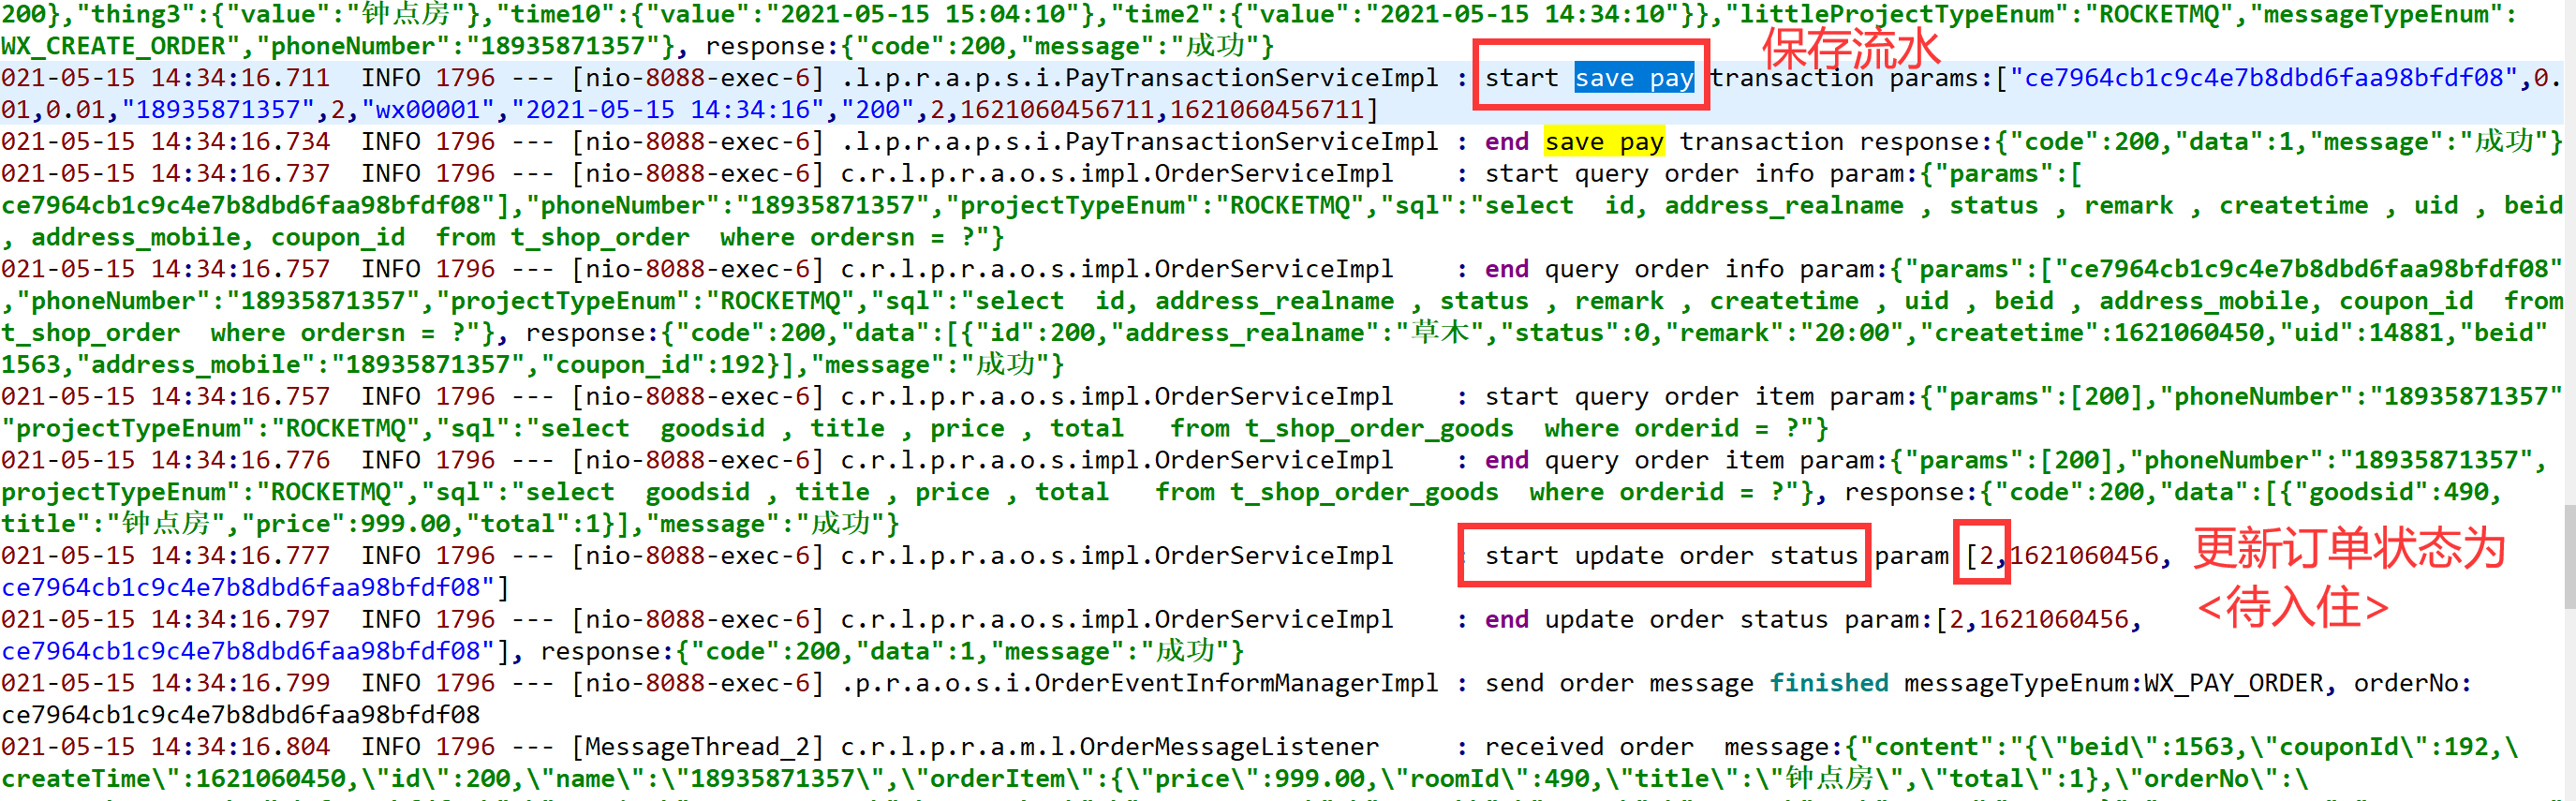 200},"thing3":{"value":"钟点房"},"time10":{"value":"2021-05-15 15:04:10"},"time2":{"value":"2021-05-15 14:34:10"}},"littleProjectTypeEnum":"ROCKETMQ","messageTypeEnum":
WX_CREATE_ORDER","phoneNumber":"18935871357"}, response:{"code":200,"message":"成功"}
保存流水
021-05-15 14:34:16.711  INFO 1796 --- [nio-8088-exec-6] .l.p.r.a.p.s.i.PayTransactionServiceImpl : start save pay transaction params:["ce7964cb1c9c4e7b8dbd6faa98bfdf08",0.
01,0.01,"18935871357",2,"wx00001","2021-05-15 14:34:16","200",2,1621060456711,1621060456711]
021-05-15 14:34:16.734  INFO 1796 --- [nio-8088-exec-6] .l.p.r.a.p.s.i.PayTransactionServiceImpl : end save pay transaction response:{"code":200,"data":1,"message":"成功"}
021-05-15 14:34:16.737  INFO 1796 --- [nio-8088-exec-6] c.r.l.p.r.a.o.s.impl.OrderServiceImpl    : start query order info param:{"params":[
ce7964cb1c9c4e7b8dbd6faa98bfdf08"],"phoneNumber":"18935871357","projectTypeEnum":"ROCKETMQ","sql":"select  id, address_realname , status , remark , createtime , uid , beid
, address_mobile, coupon_id  from t_shop_order  where ordersn = ?"}
021-05-15 14:34:16.757  INFO 1796 --- [nio-8088-exec-6] c.r.l.p.r.a.o.s.impl.OrderServiceImpl    : end query order info param:{"params":["ce7964cb1c9c4e7b8dbd6faa98bfdf08"
,"phoneNumber":"18935871357","projectTypeEnum":"ROCKETMQ","sql":"select  id, address_realname , status , remark , createtime , uid , beid , address_mobile, coupon_id  from
t_shop_order  where ordersn = ?"}, response:{"code":200,"data":[{"id":200,"address_realname":"草木","status":0,"remark":"20:00","createtime":1621060450,"uid":14881,"beid"
1563,"address_mobile":"18935871357","coupon_id":192}],"message":"成功"}
021-05-15 14:34:16.757  INFO 1796 --- [nio-8088-exec-6] c.r.l.p.r.a.o.s.impl.OrderServiceImpl    : start query order item param:{"params":[200],"phoneNumber":"18935871357"
"projectTypeEnum":"ROCKETMQ","sql":"select  goodsid , title , price , total   from t_shop_order_goods  where orderid = ?"}
021-05-15 14:34:16.776  INFO 1796 --- [nio-8088-exec-6] c.r.l.p.r.a.o.s.impl.OrderServiceImpl    : end query order item param:{"params":[200],"phoneNumber":"18935871357",
projectTypeEnum":"ROCKETMQ","sql":"select  goodsid , title , price , total   from t_shop_order_goods  where orderid = ?"}, response:{"code":200,"data":[{"goodsid":490,
title":"钟点房","price":999.00,"total":1}],"message":"成功"}
021-05-15 14:34:16.777  INFO 1796 --- [nio-8088-exec-6] c.r.l.p.r.a.o.s.impl.OrderServiceImpl    : start update order status param [2,1621060456,
更新订单状态为
ce7964cb1c9c4e7b8dbd6faa98bfdf08"]
<待入住>
021-05-15 14:34:16.797  INFO 1796 --- [nio-8088-exec-6] c.r.l.p.r.a.o.s.impl.OrderServiceImpl    : end update order status param:[2,1621060456,
ce7964cb1c9c4e7b8dbd6faa98bfdf08"], response:{"code":200,"data":1,"message":"成功"}
021-05-15 14:34:16.799  INFO 1796 --- [nio-8088-exec-6] .p.r.a.o.s.i.OrderEventInformManagerImpl : send order message finished messageTypeEnum:WX_PAY_ORDER, orderNo:
ce7964cb1c9c4e7b8dbd6faa98bfdf08
021-05-15 14:34:16.804  INFO 1796 --- [MessageThread_2] c.r.l.p.r.a.m.l.OrderMessageListener     : received order  message:{"content":"{\"beid\":1563,\"couponId\":192,\
createTime\":1621060450,\"id\":200,\"name\":\"18935871357\",\"orderItem\":{\"price\":999.00,\"roomId\":490,\"title\":\"钟点房\",\"total\":1},\"orderNo\":\